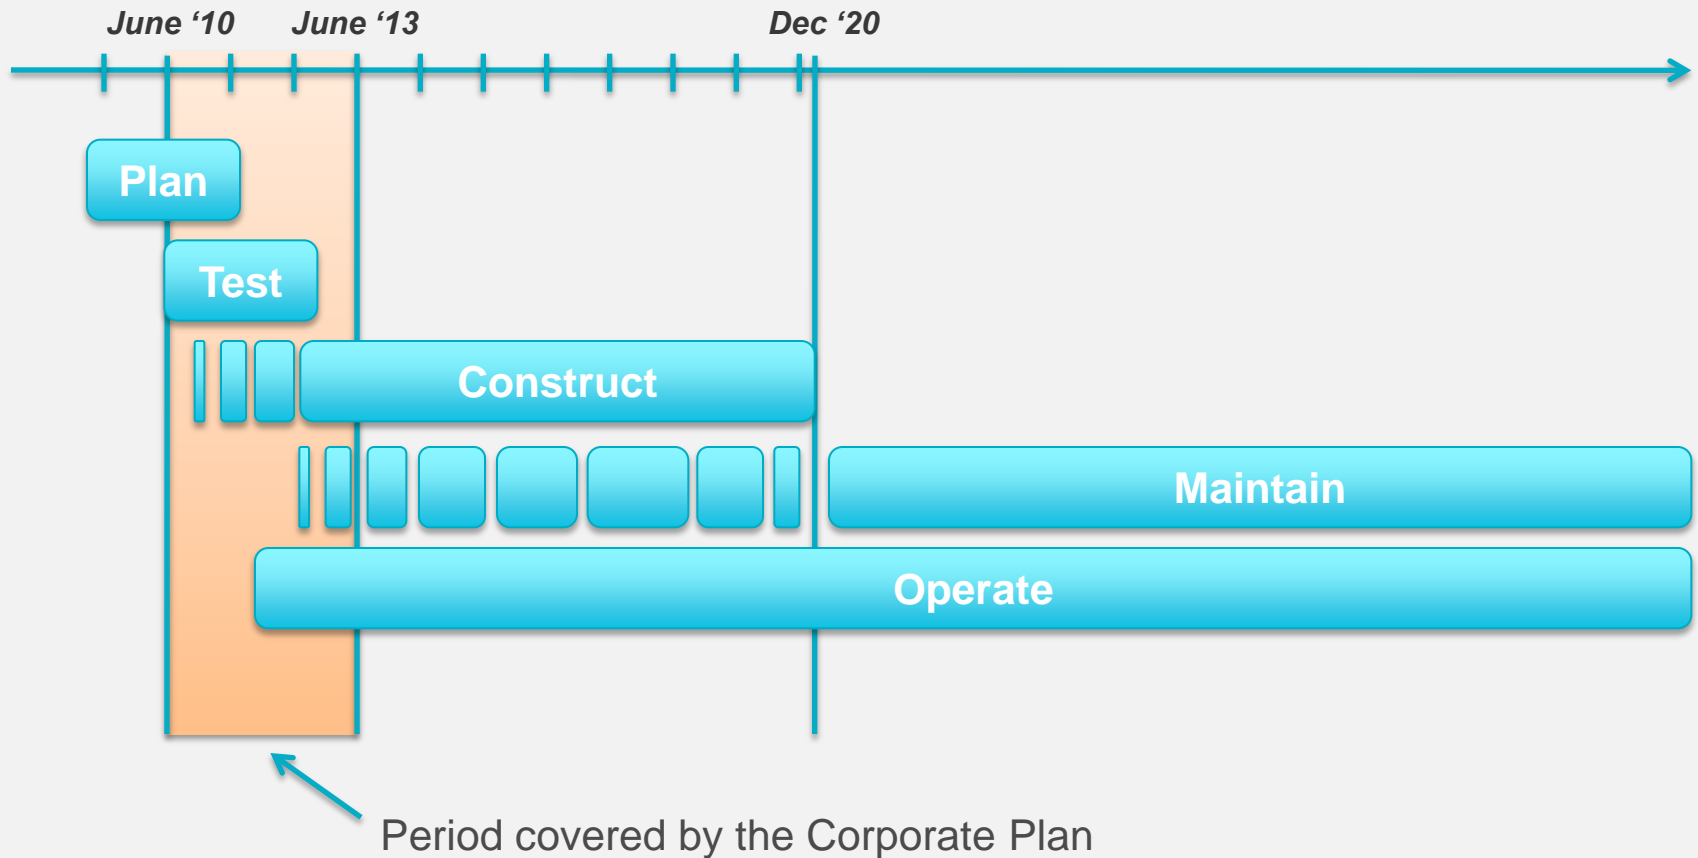 June ‘10
June ‘13
Dec ‘20
Plan
Test
Construct
Maintain
Operate
Period covered by the Corporate Plan